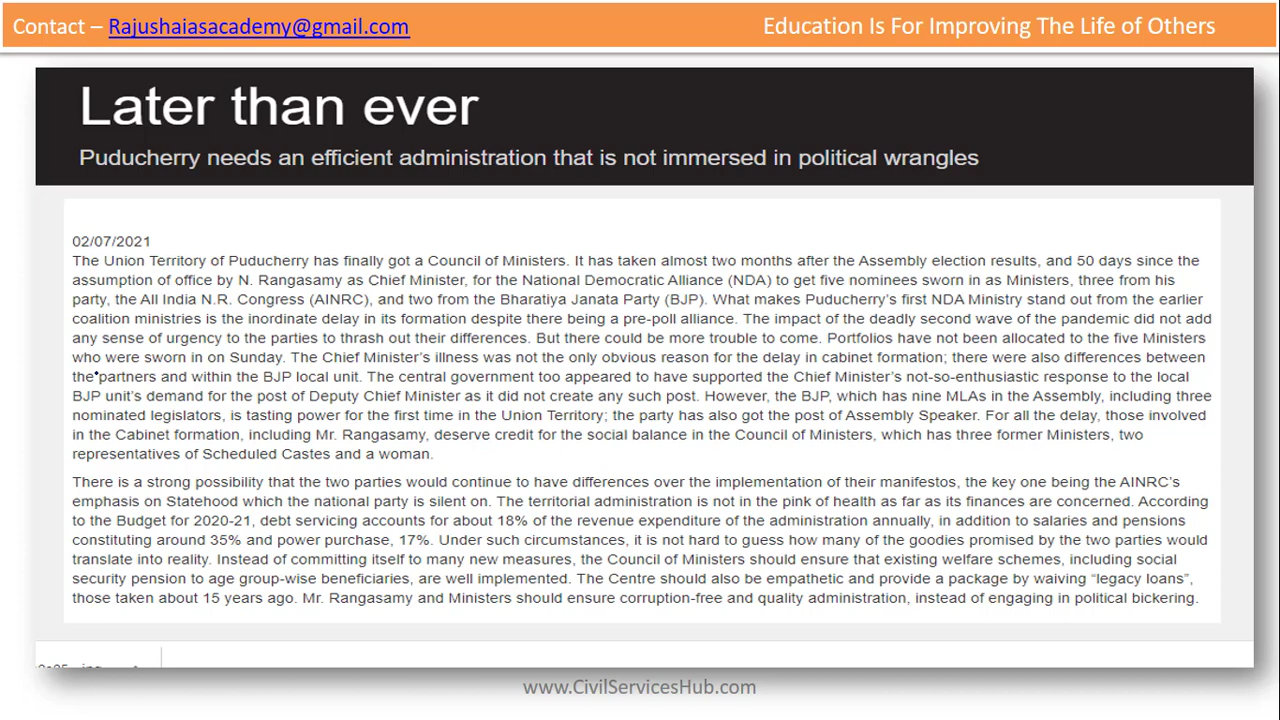 Contact – Rajushaiasacademy@gmail.com
Education Is For Improving The Life of Others
Later than ever
Puducherry needs an efficient administration that is not immersed in political wrangles
02/07/2021
The Union Territory of Puducherry has finally got a Council of Ministers. It has taken almost two months after the Assembly election results, and 50 days since the
assumption of office by N. Rangasamy as Chief Minister, for the National Democratic Alliance (NDA) to get five nominees sworn in as Ministers, three from his
party, the All India N.R. Congress (AINRC), and two from the Bharatiya Janata Party (BJP). What makes Puducherry's first NDA Ministry stand out from the earlier
coalition ministries is the inordinate delay in its formation despite there being a pre-poll alliance. The impact of the deadly second wave of the pandemic did not add
any sense of urgency to the parties to thrash out their differences. But there could be more trouble to come. Portfolios have not been allocated to the five Ministers
who were sworn in on Sunday. The Chief Minister's illness was not the only obvious reason for the delay in cabinet formation; there were also differences between
the partners and within the BJP local unit. The central government too appeared to have supported the Chief Minister's not-so-enthusiastic response to the local
BJP unit's demand for the post of Deputy Chief Minister as it did not create any such post. However, the BJP, which has nine MLAs in the Assembly, including three
nominated legislators, is tasting power for the first time in the Union Territory; the party has also got the post of Assembly Speaker. For all the delay, those involved
in the Cabinet formation, including Mr. Rangasamy, deserve credit for the social balance in the Council of Ministers, which has three former Ministers, two
representatives of Scheduled Castes and a woman.
There is a strong possibility that the two parties would continue to have differences over the implementation of their manifestos, the key one being the AINRC's
emphasis on Statehood which the national party is silent on. The territorial administration is not in the pink of health as far as its finances are concerned. According
to the Budget for 2020-21, debt servicing accounts for about 18% of the revenue expenditure of the administration annually, in addition to salaries and pensions
constituting around 35% and power purchase, 17%. Under such circumstances, it is not hard to guess how many of the goodies promised by the two parties would
translate into reality. Instead of committing itself to many new measures, the Council of Ministers should ensure that existing welfare schemes, including social
security pension to age group-wise beneficiaries, are well implemented. The Centre should also be empathetic and provide a package by waiving “legacy loans”,
those taken about 15 years ago. Mr. Rangasamy and Ministers should ensure corruption-free and quality administration, instead of engaging in political bickering.
www.CivilServicesHub.com